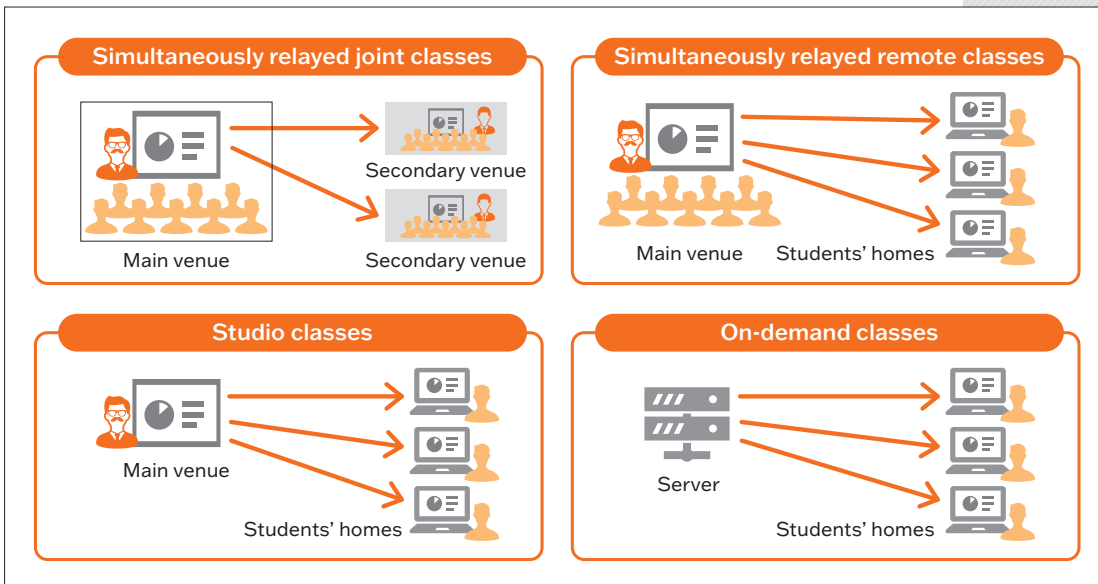 Simultaneously relayed joint classes
Main venue
Secondary venue
Secondary venue
Simultaneously relayed remote classes
Main venue
Students’ homes
Studio classes
Main venue
Students’ homes
On-demand classes
Server
Students’ homes